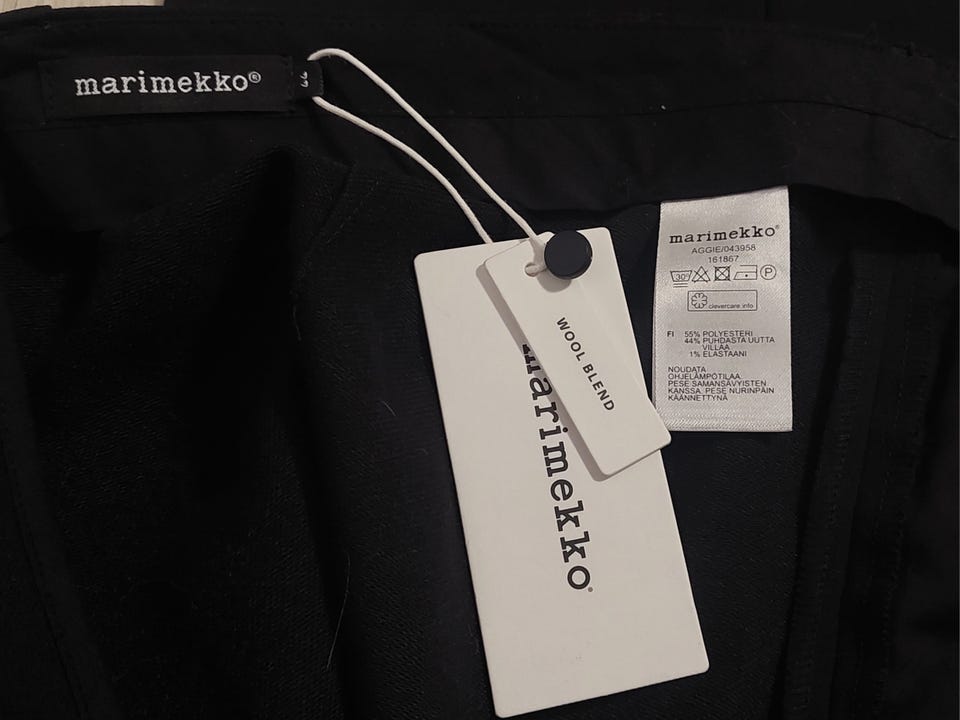 marimekko®
WOOL BLEND
marimekko®
marimekko®
AGGIE/043958
161867
30° P
clevercare.info
FI 55% POLYESTERI
44% PUHDASTA UUTTA
VILLAA
1% ELASTAANI
NOUDATA
OHJELÄMPÖTILAA.
PESE SAMANSÄVYISTEN
KANSSA. PESE NURINPÄIN
KÄÄNNETTYNÄ